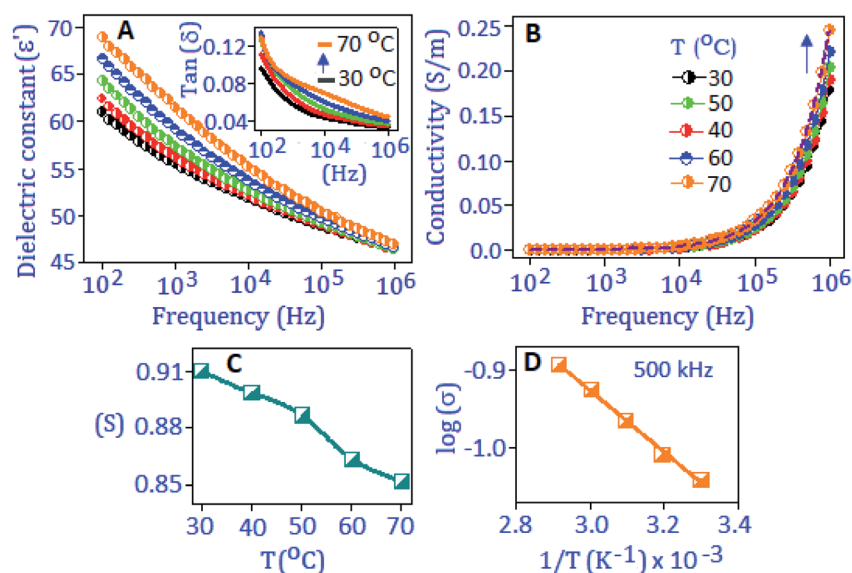 A
Dielectric constant (ε')
70
65
60
55
50
45
10² 10³ 10⁴ 10⁵ 10⁶
Frequency (Hz)
Tan (δ)
0.12
0.08
0.04
70 ⁰C
30 ⁰C
10² 10⁴ 10⁶
(Hz)
B
Conductivity (S/m)
0.25
0.20
0.15
0.10
0.05
0.0
T (⁰C)
30
50
40
60
70
10² 10³ 10⁴ 10⁵ 10⁶
Frequency (Hz)
C
(S)
0.91
0.88
0.85
30 40 50 60 70
T (⁰C)
D
500 kHz
log (σ)
-0.9
-1.0
2.8 3.0 3.2 3.4
1/T (K⁻¹) x 10⁻³